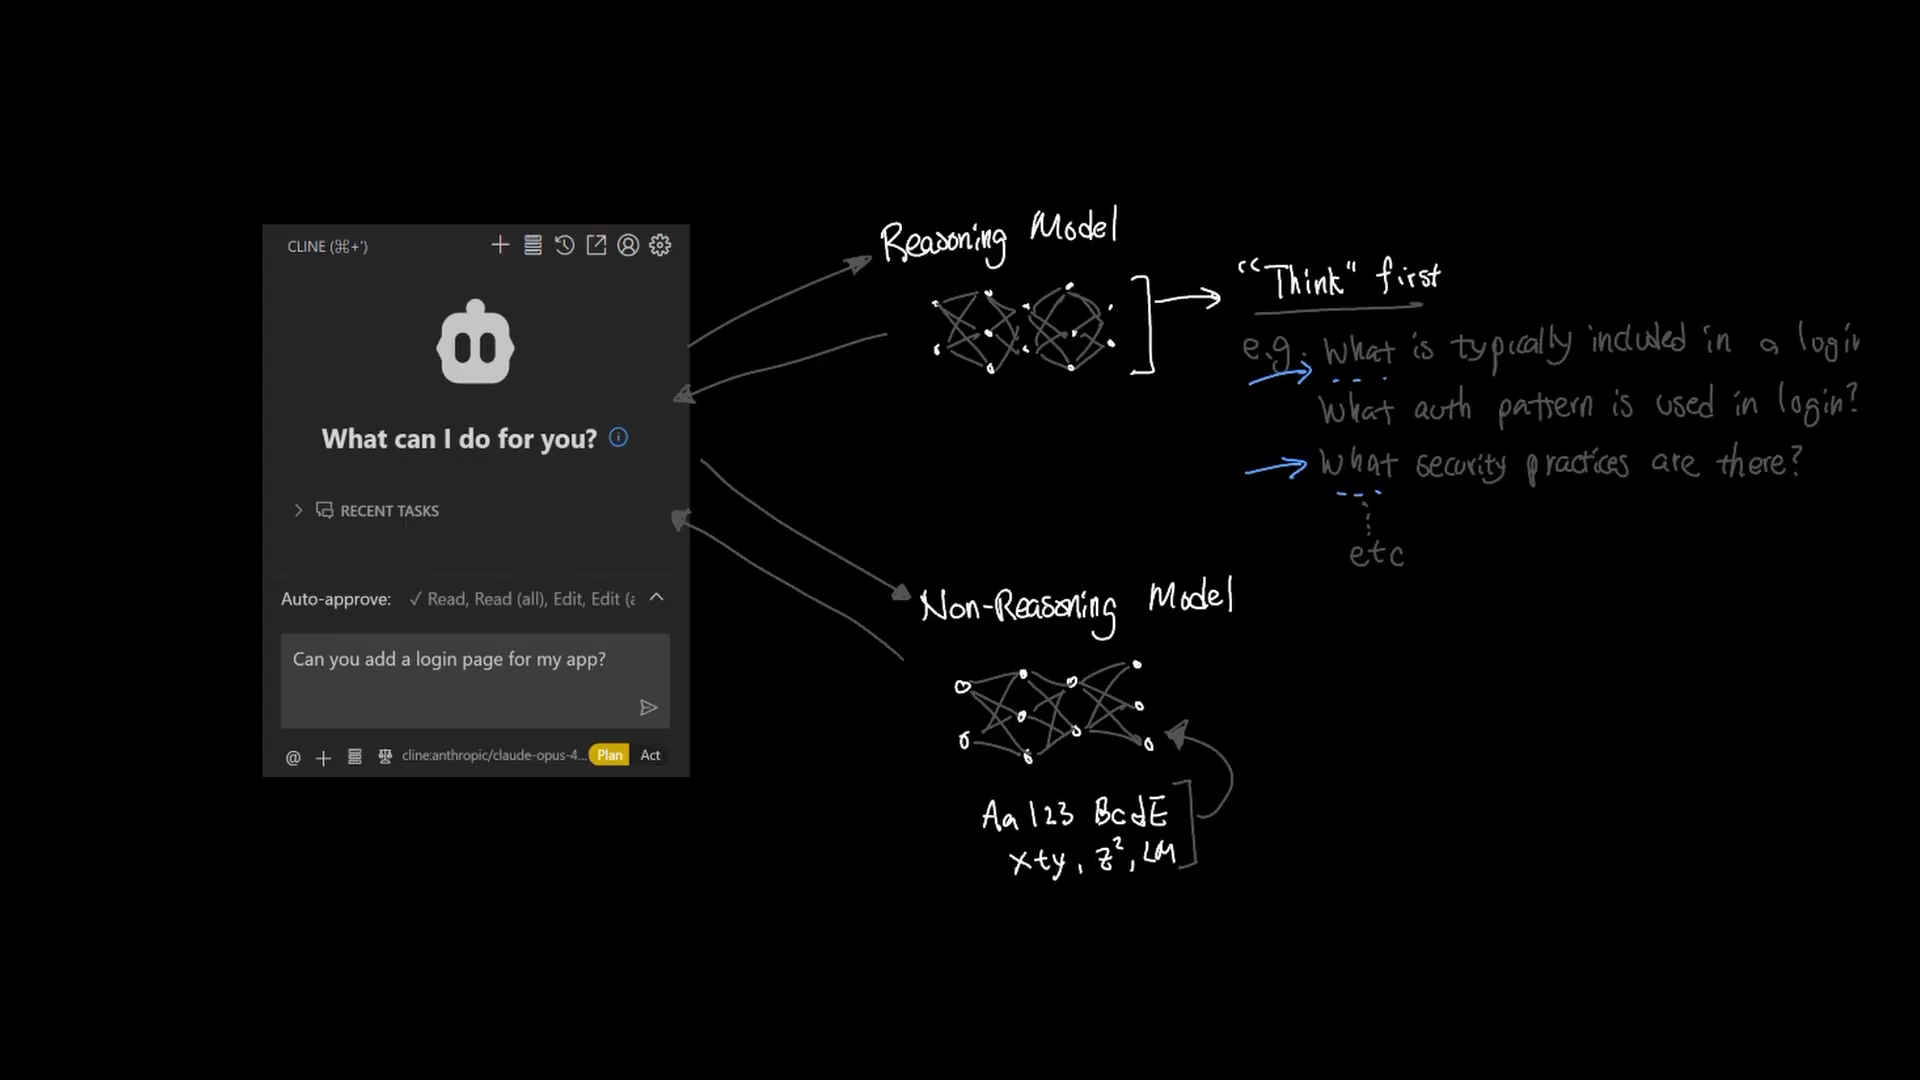 CLINE (⌘+')
What can I do for you?
RECENT TASKS
Auto-approve: ✓ Read, Read (all), Edit, Edit (a
Can you add a login page for my app?
@ + cline:anthropic/claude-opus-4... Plan Act
Reasoning Model
"Think" first
e.g. What is typically included in a login
What auth pattern is used in login?
What security practices are there?
etc
Non-Reasoning Model
Aa 123 BcdE
x+y, z², LM